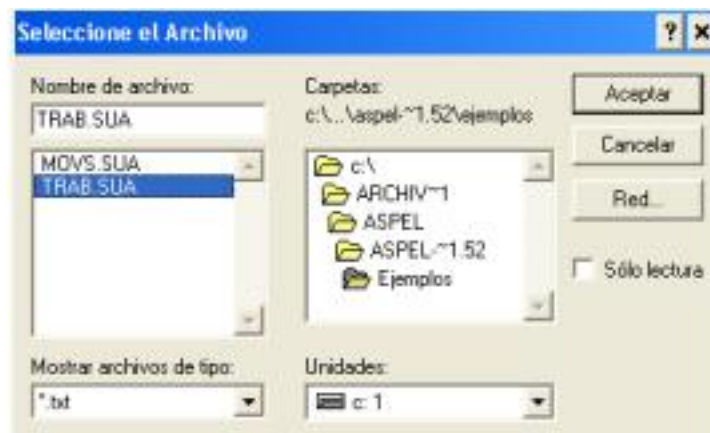 Seleccione el Archivo
Nombre de archivo:
TRAB.SUA
MOVS.SUA
TRAB.SUA
Mostrar archivos de tipo:
*.txt
Carpetas:
c:\...\aspel-~1.52\ejemplos
c:\
ARCHIV~1
ASPEL
ASPEL-~1.52
Ejemplos
Unidades:
c: 1
Aceptar
Cancelar
Red...
Sólo lectura